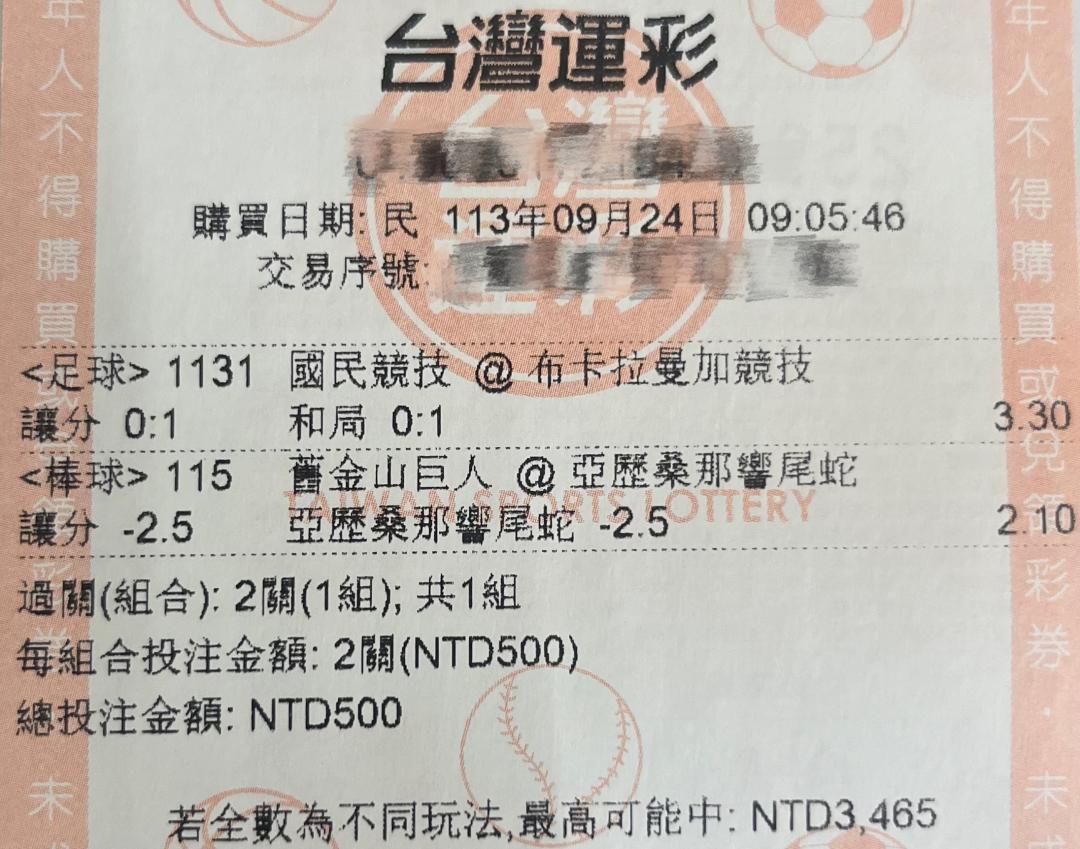 台灣運彩
購買日期: 民 113年09月24日 09:05:46
交易序號:
<足球> 1131 國民競技 @ 布卡拉曼加競技
讓分 0:1 和局 0:1 3.30
<棒球> 115 舊金山巨人 @ 亞歷桑那響尾蛇
TAIWAN SPORTS LOTTERY
讓分 -2.5 亞歷桑那響尾蛇 -2.5 2.10
過關(組合): 2關(1組); 共1組
每組合投注金額: 2關(NTD500)
總投注金額: NTD500
若全數為不同玩法,最高可能中: NTD3,465
年人不得購買或
未
年人不得購買或兌領彩券·未